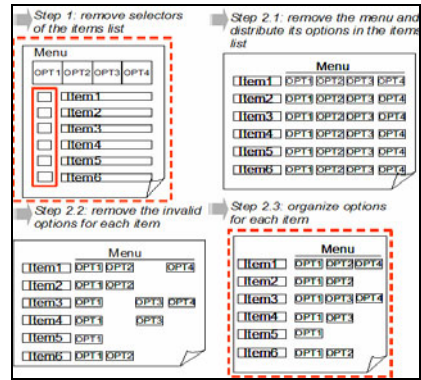 Step 1: remove selectors
of the items list
Menu
OPT1 OPT2 OPT3 OPT4
Item1
Item2
Item3
Item4
Item5
Item6
Step 2.1: remove the menu and
distribute its options in the items
list
Menu
Item1 OPT1 OPT2 OPT3 OPT4
Item2 OPT1 OPT2 OPT3 OPT4
Item3 OPT1 OPT2 OPT3 OPT4
Item4 OPT1 OPT2 OPT3 OPT4
Item5 OPT1 OPT2 OPT3 OPT4
Item6 OPT1 OPT2 OPT3 OPT4
Step 2.2: remove the invalid
options for each item
Menu
Item1 OPT1 OPT2 OPT4
Item2 OPT1 OPT2
Item3 OPT1 OPT3 OPT4
Item4 OPT1 OPT3
Item5 OPT1
Item6 OPT1 OPT2
Step 2.3: organize options
for each item
Menu
Item1 OPT1 OPT2 OPT4
Item2 OPT1 OPT2
Item3 OPT1 OPT3 OPT4
Item4 OPT1 OPT3
Item5 OPT1
Item6 OPT1 OPT2